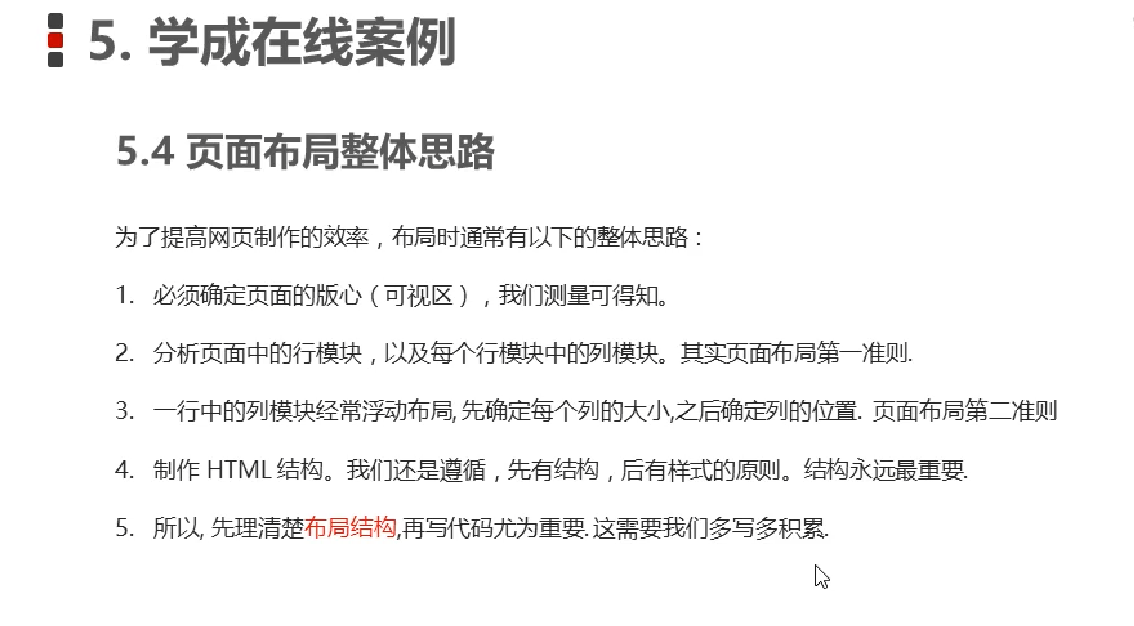 5. 学成在线案例
5.4 页面布局整体思路
为了提高网页制作的效率，布局时通常有以下的整体思路：
1. 必须确定页面的版心（可视区），我们测量可得知。
2. 分析页面中的行模块，以及每个行模块中的列模块。其实页面布局第一准则.
3. 一行中的列模块经常浮动布局, 先确定每个列的大小,之后确定列的位置. 页面布局第二准则
4. 制作 HTML 结构。我们还是遵循，先有结构，后有样式的原则。结构永远最重要.
5. 所以, 先理清楚布局结构,再写代码尤为重要. 这需要我们多写多积累.